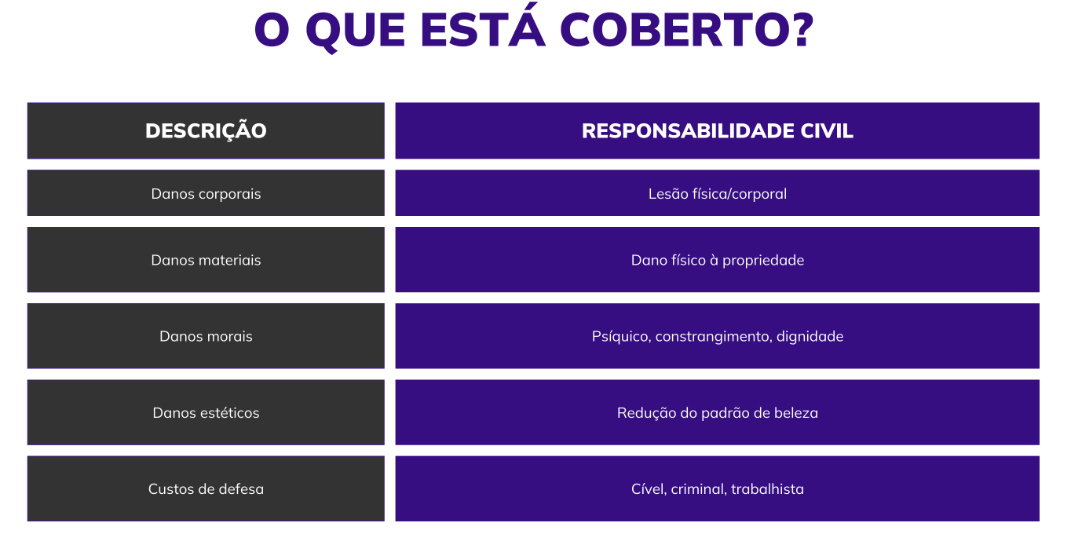 O QUE ESTÁ COBERTO?
DESCRIÇÃO
RESPONSABILIDADE CIVIL
Danos corporais
Lesão física/corporal
Danos materiais
Dano físico à propriedade
Danos morais
Psíquico, constrangimento, dignidade
Danos estéticos
Redução do padrão de beleza
Custos de defesa
Cível, criminal, trabalhista